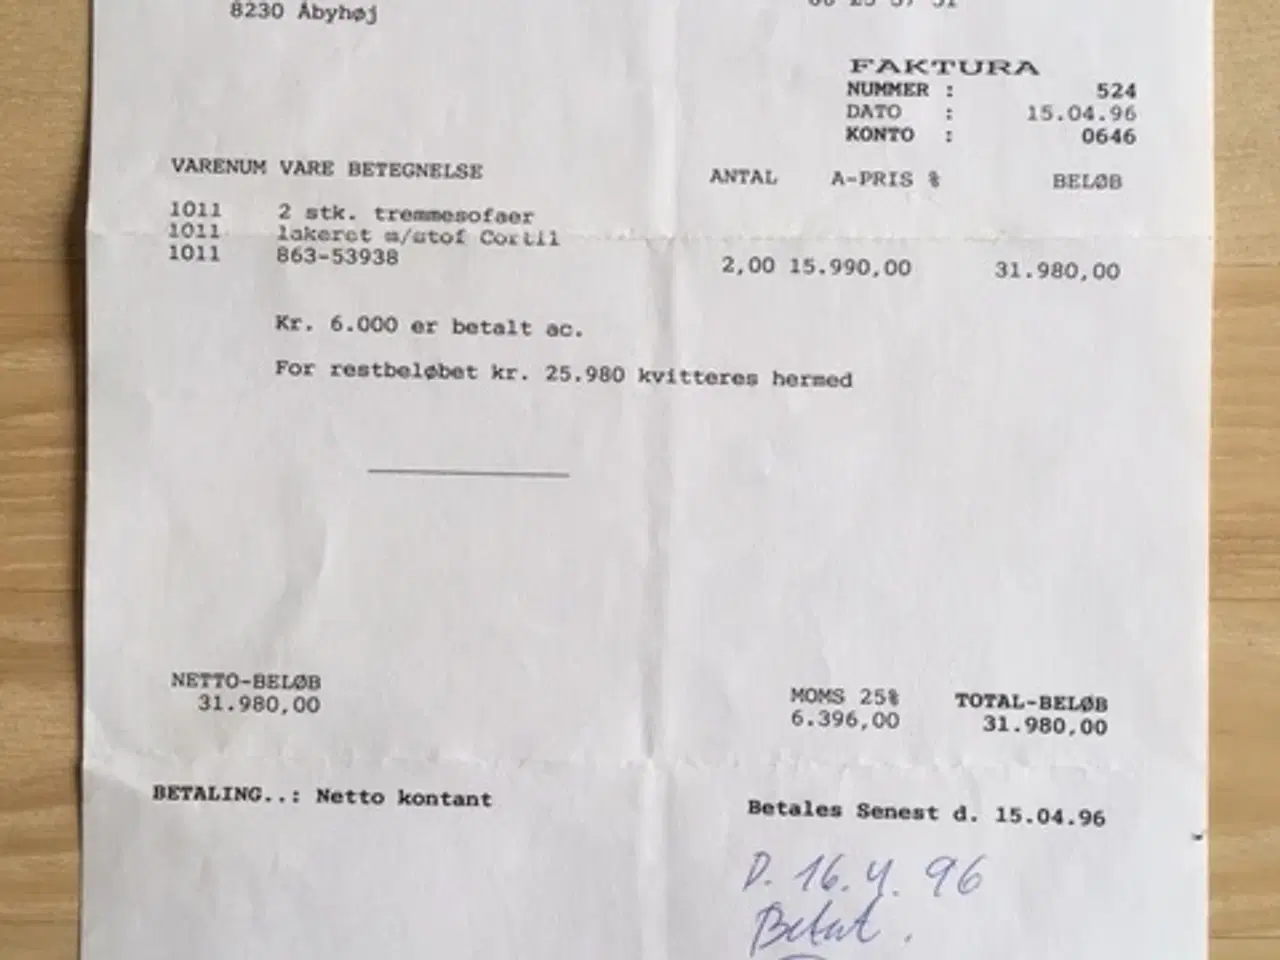 8230 Åbyhøj
FAKTURA
NUMMER : 524
DATO : 15.04.96
KONTO : 0646
VARENUM VARE BETEGNELSE ANTAL A-PRIS % BELØB
1011 2 stk. tremmesofaer
1011 lakeret m/stof Cortil
1011 863-53938 2,00 15.990,00 31.980,00
Kr. 6.000 er betalt ac.
For restbeløbet kr. 25.980 kvitteres hermed
NETTO-BELØB MOMS 25% TOTAL-BELØB
31.980,00 6.396,00 31.980,00
BETALING..: Netto kontant Betales Senest d. 15.04.96
D. 16.4.96
Betalt.